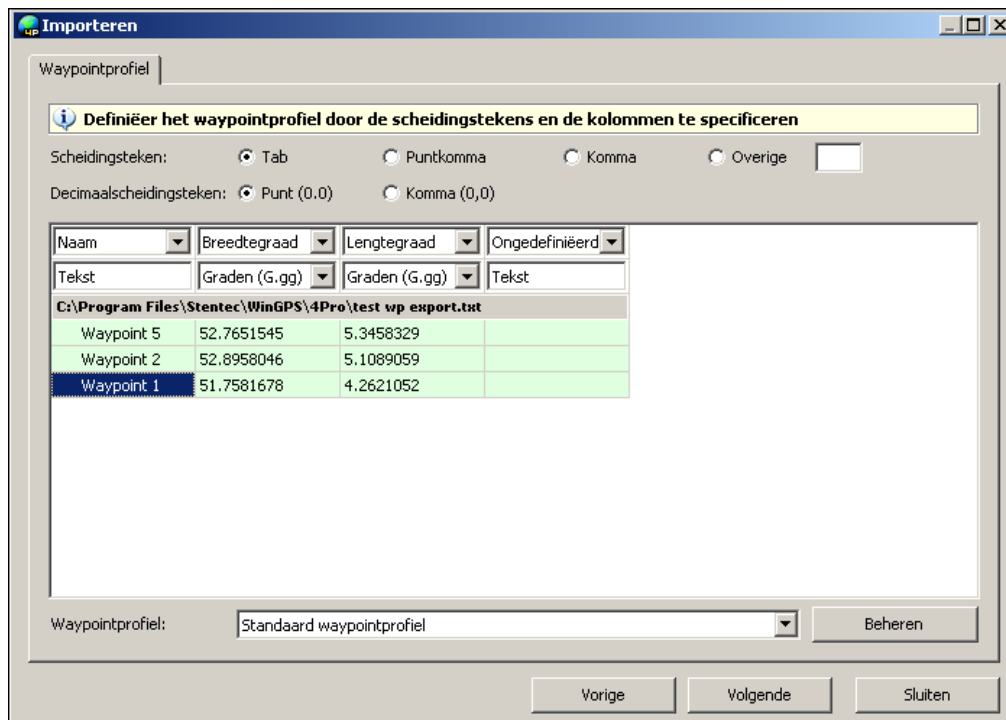 Importeren
Waypointprofiel
Definiëer het waypointprofiel door de scheidingstekens en de kolommen te specificeren
Scheidingsteken: Tab Puntkomma Komma Overige
Decimaalscheidingsteken: Punt (0.0) Komma (0,0)
Naam Breedtegraad Lengtegraad Ongedefiniëerd
Tekst Graden (G.gg) Graden (G.gg) Tekst
C:\Program Files\Stentec\WinGPS\4Pro\test wp export.txt
Waypoint 5 52.7651545 5.3458329
Waypoint 2 52.8958046 5.1089059
Waypoint 1 51.7581678 4.2621052
Waypointprofiel: Standaard waypointprofiel Beheren
Vorige Volgende Sluiten